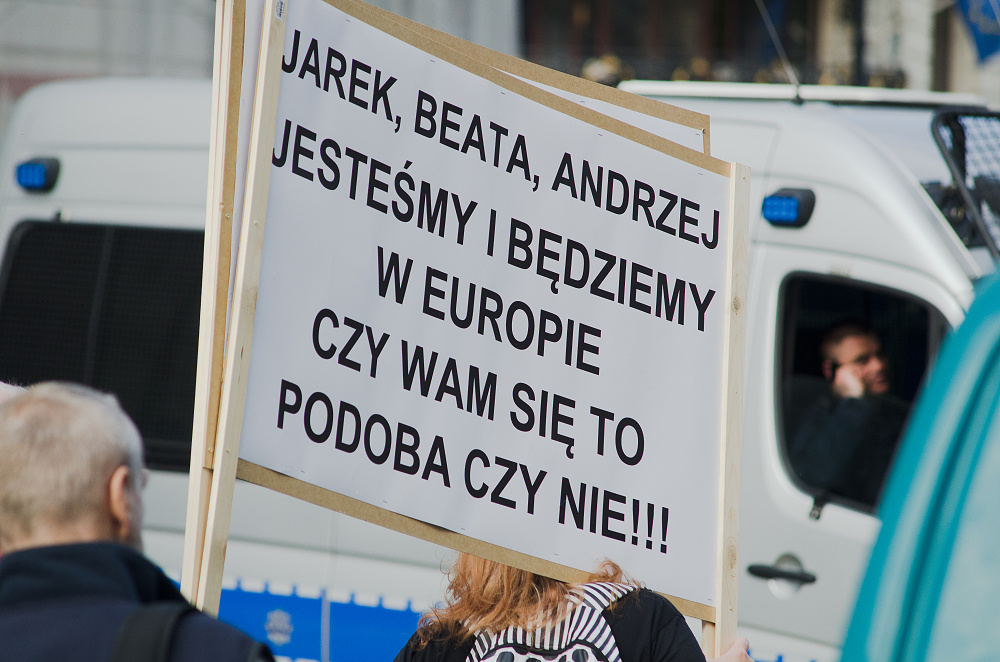 JAREK, BEATA, ANDRZEJ
JESTEŚMY I BĘDZIEMY
W EUROPIE
CZY WAM SIĘ TO
PODOBA CZY NIE!!!